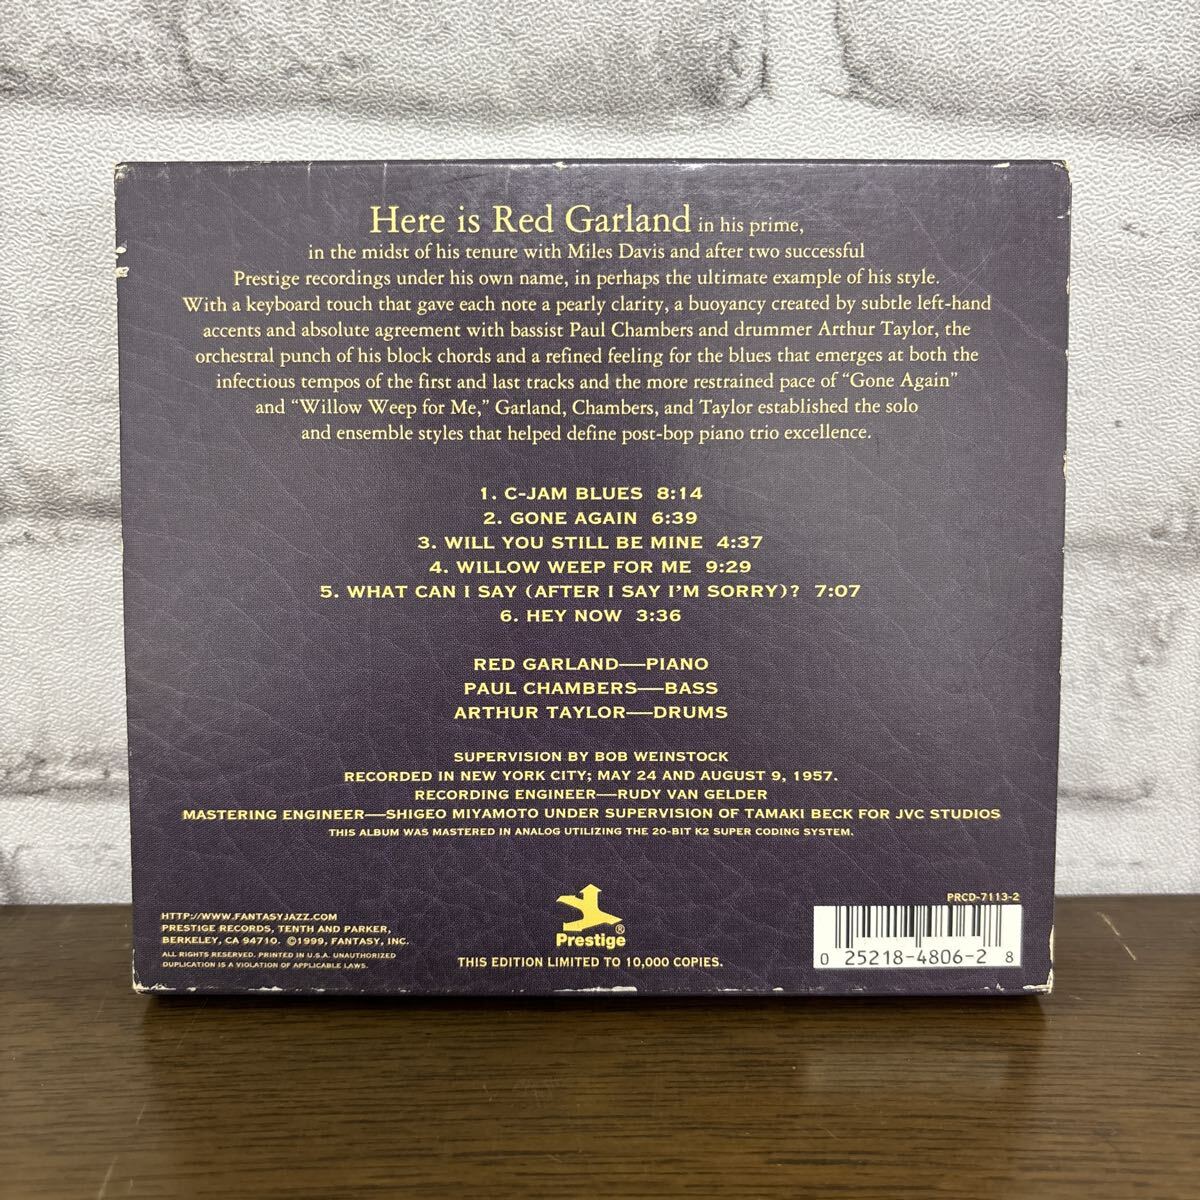 Here is Red Garland in his prime,
in the midst of his tenure with Miles Davis and after two successful
Prestige recordings under his own name, in perhaps the ultimate example of his style.
With a keyboard touch that gave each note a pearly clarity, a buoyancy created by subtle left-hand
accents and absolute agreement with bassist Paul Chambers and drummer Arthur Taylor, the
orchestral punch of his block chords and a refined feeling for the blues that emerges at both the
infectious tempos of the first and last tracks and the more restrained pace of “Gone Again”
and “Willow Weep for Me,” Garland, Chambers, and Taylor established the solo
and ensemble styles that helped define post-bop piano trio excellence.
1. C-JAM BLUES 8:14
2. GONE AGAIN 6:39
3. WILL YOU STILL BE MINE 4:37
4. WILLOW WEEP FOR ME 9:29
5. WHAT CAN I SAY (AFTER I SAY I'M SORRY)? 7:07
6. HEY NOW 3:36
RED GARLAND—PIANO
PAUL CHAMBERS—BASS
ARTHUR TAYLOR—DRUMS
SUPERVISION BY BOB WEINSTOCK
RECORDED IN NEW YORK CITY; MAY 24 AND AUGUST 9, 1957.
RECORDING ENGINEER—RUDY VAN GELDER
MASTERING ENGINEER—SHIGEO MIYAMOTO UNDER SUPERVISION OF TAMAKI BECK FOR JVC STUDIOS
THIS ALBUM WAS MASTERED IN ANALOG UTILIZING THE 20-BIT K2 SUPER CODING SYSTEM.
HTTP://WWW.FANTASYJAZZ.COM
PRESTIGE RECORDS, TENTH AND PARKER,
BERKELEY, CA 94710. ©1999, FANTASY, INC.
ALL RIGHTS RESERVED. PRINTED IN U.S.A. UNAUTHORIZED
DUPLICATION IS A VIOLATION OF APPLICABLE LAWS.
Prestige®
THIS EDITION LIMITED TO 10,000 COPIES.
PRCD-7113-2
0 25218-4806-2 8